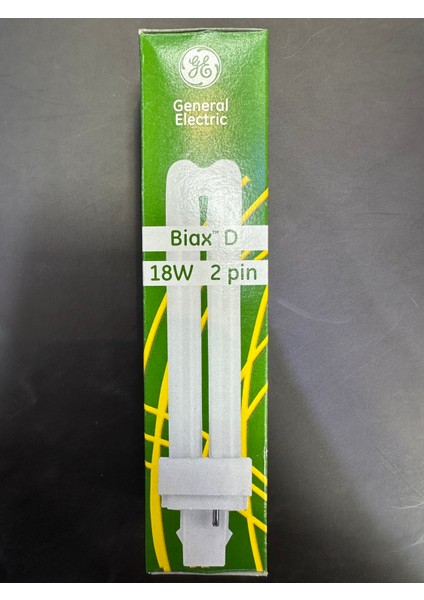 GE
General
Electric
Biax™ D
18W 2 pin